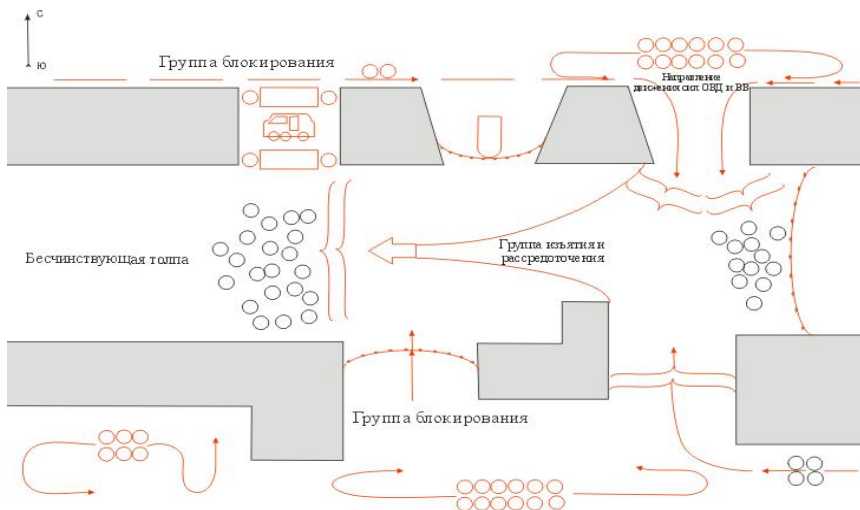 С
Ю
Группа блокирования
Направление
движения сил ОВД и ВВ
Группа изъятия и
рассредоточения
Бесчинствующая толпа
Группа блокирования